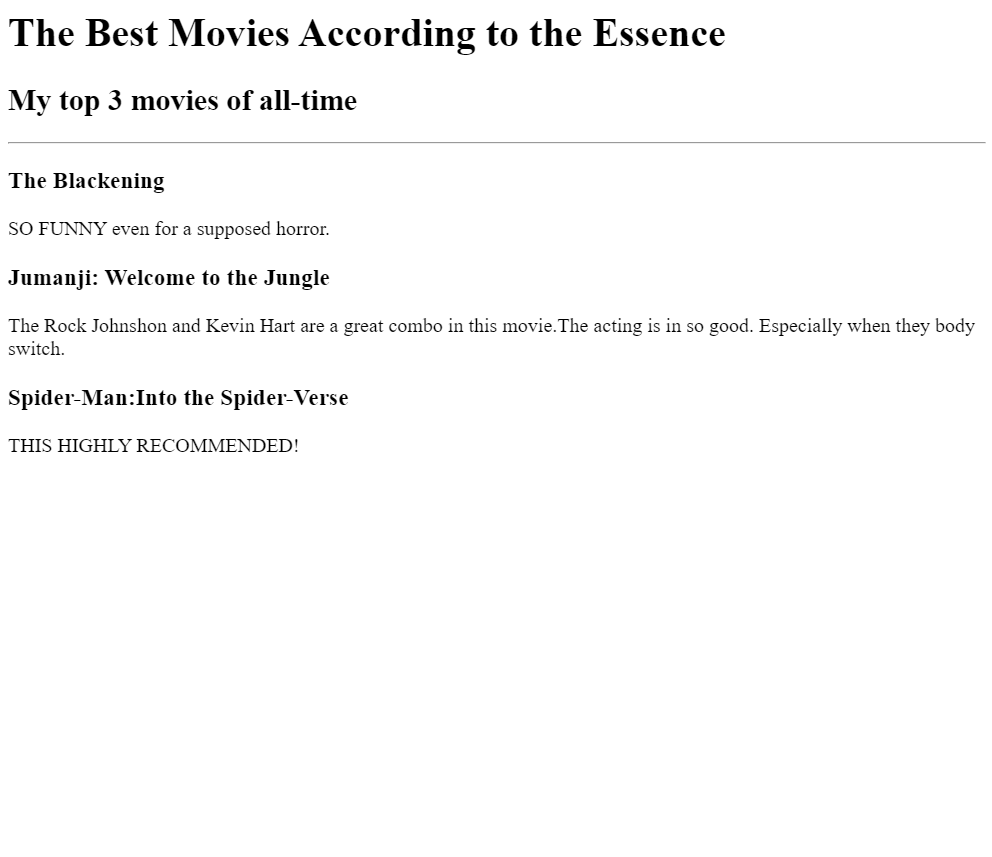 The Best Movies According to the Essence
My top 3 movies of all-time
The Blackening
SO FUNNY even for a supposed horror.
Jumanji: Welcome to the Jungle
The Rock Johnshon and Kevin Hart are a great combo in this movie.The acting is in so good. Especially when they body
switch.
Spider-Man:Into the Spider-Verse
THIS HIGHLY RECOMMENDED!